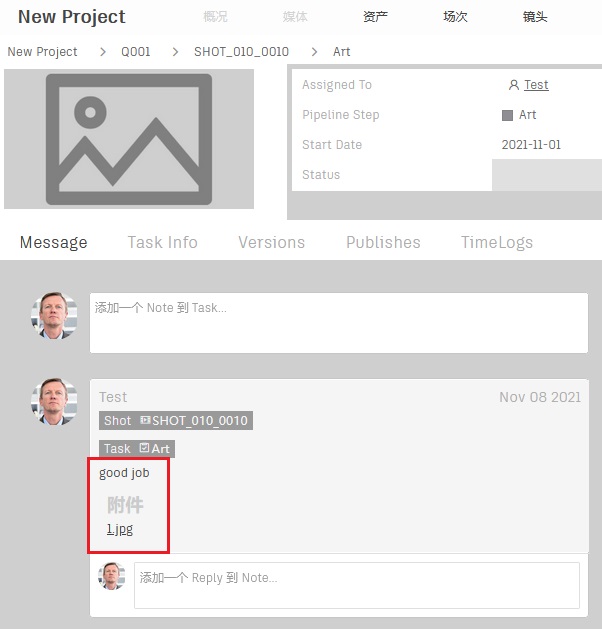 New Project 概况 媒体 资产 场次 镜头
New Project > Q001 > SHOT_010_0010 > Art
Assigned To Test
Pipeline Step Art
Start Date 2021-11-01
Status
Message Task Info Versions Publishes TimeLogs
添加一个 Note 到 Task...
Test Nov 08 2021
Shot SHOT_010_0010
Task Art
good job
附件
1.jpg
添加一个 Reply 到 Note...